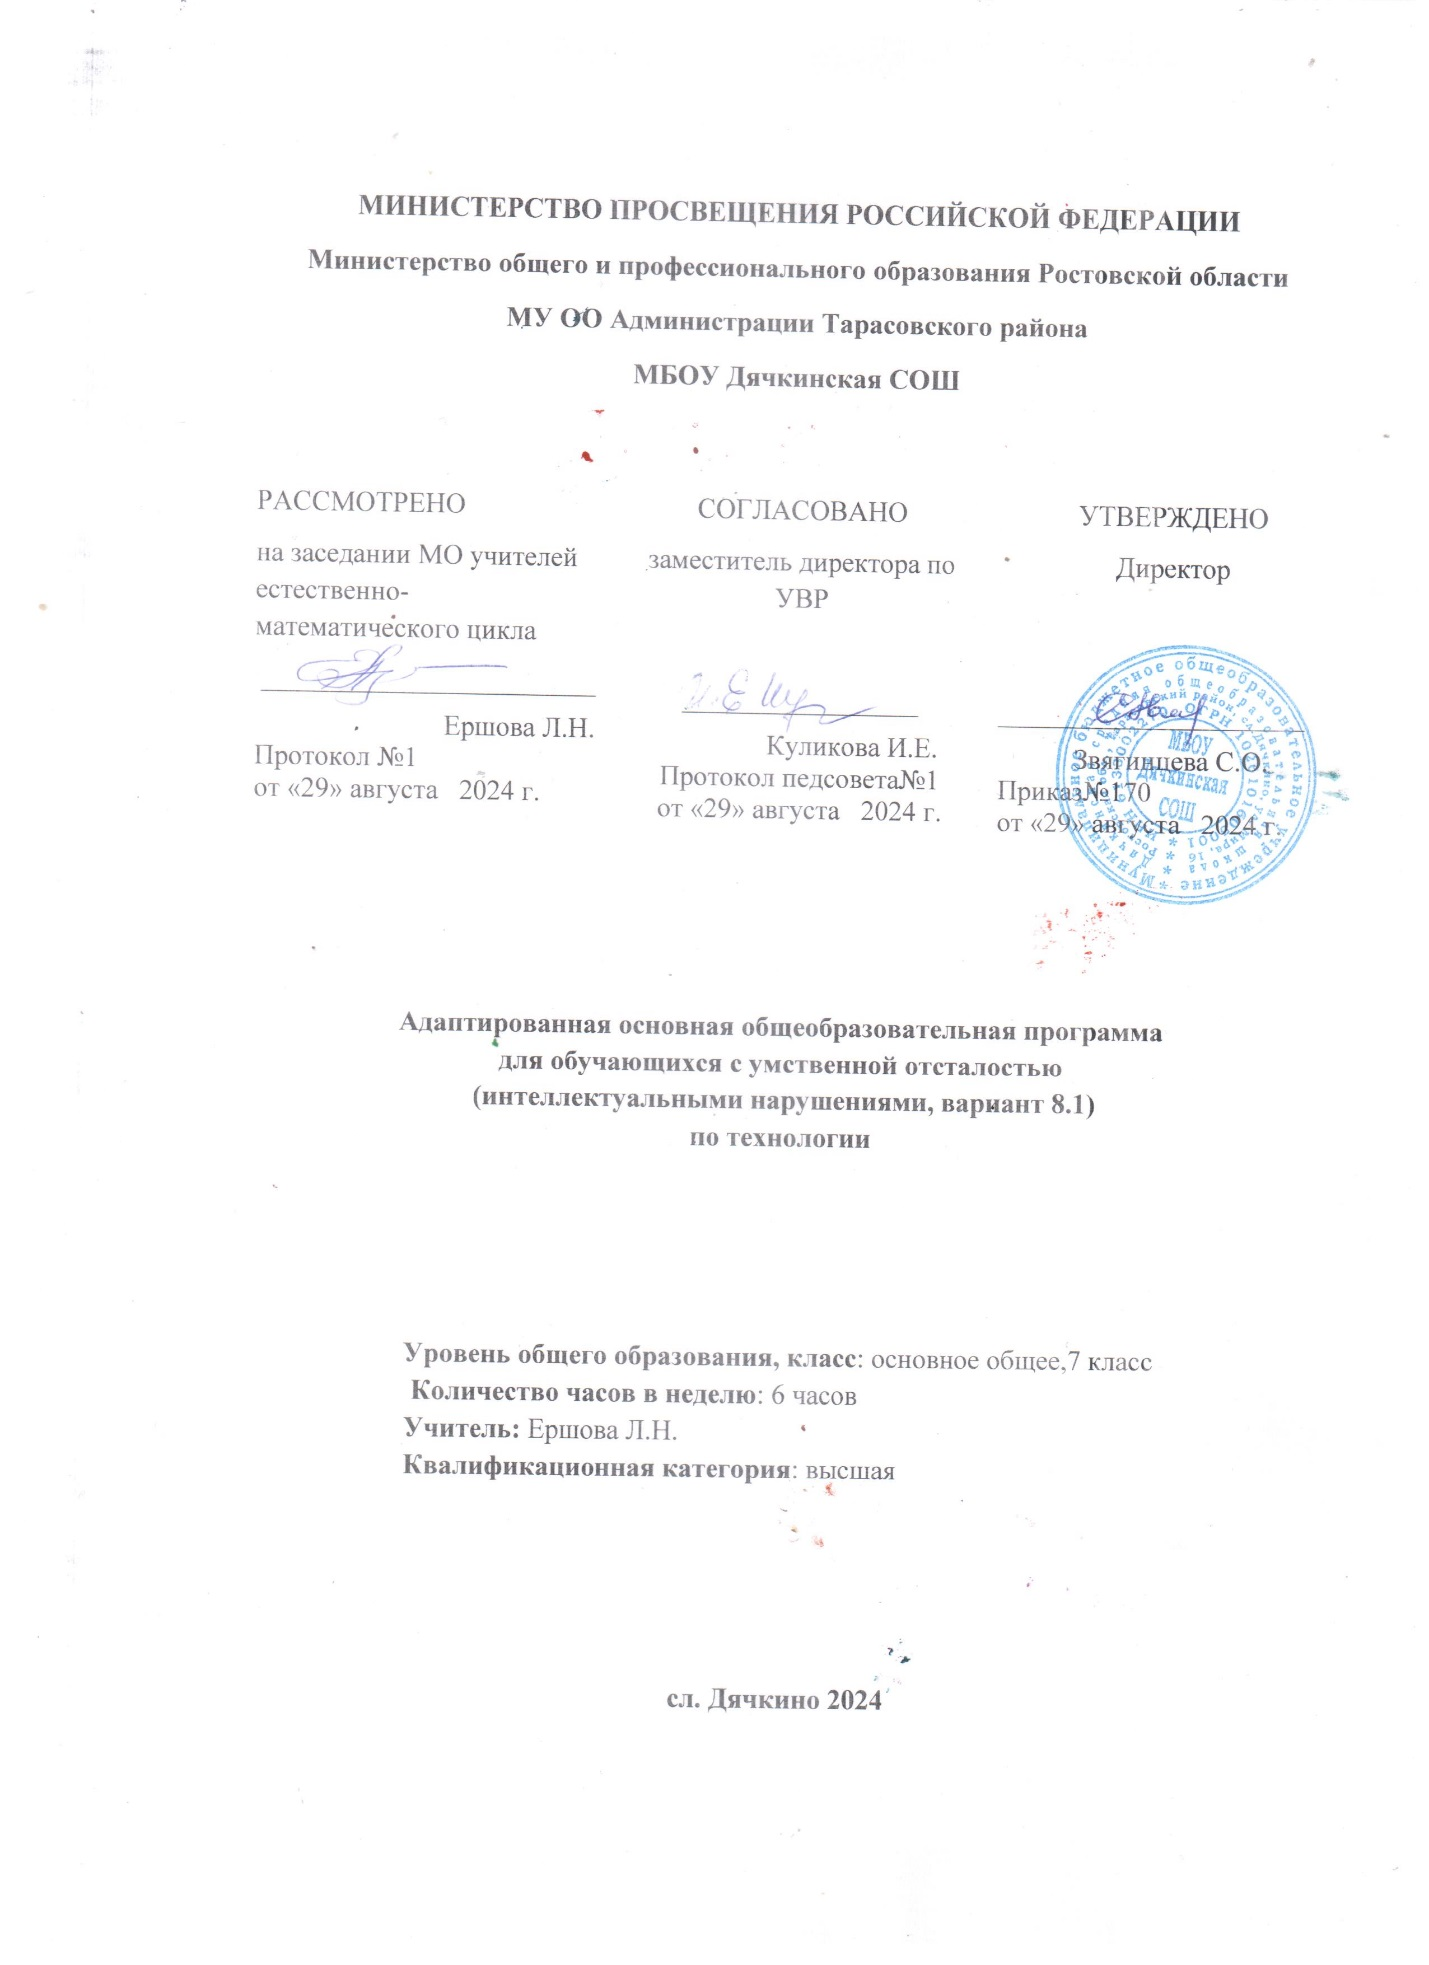 МИНИСТЕРСТВО ПРОСВЕЩЕНИЯ РОССИЙСКОЙ ФЕДЕРАЦИИ
Министерство общего и профессионального образования Ростовской области
МУ ОО Администрации Тарасовского района
МБОУ Дячкинская СОШ
РАССМОТРЕНО
на заседании МО учителей
естественно-
математического цикла
Ершова Л.Н.
Протокол №1
от «29» августа 2024 г.
СОГЛАСОВАНО
заместитель директора по
УВР
Куликова И.Е.
Протокол педсовета№1
от «29» августа 2024 г.
УТВЕРЖДЕНО
Директор
Звягинцева С.О.
Приказ№170
от «29» августа 2024 г.
МБОУ
Дячкинская
СОШ
Адаптированная основная общеобразовательная программа
для обучающихся с умственной отсталостью
(интеллектуальными нарушениями, вариант 8.1)
по технологии
Уровень общего образования, класс: основное общее,7 класс
Количество часов в неделю: 6 часов
Учитель: Ершова Л.Н.
Квалификационная категория: высшая
сл. Дячкино 2024